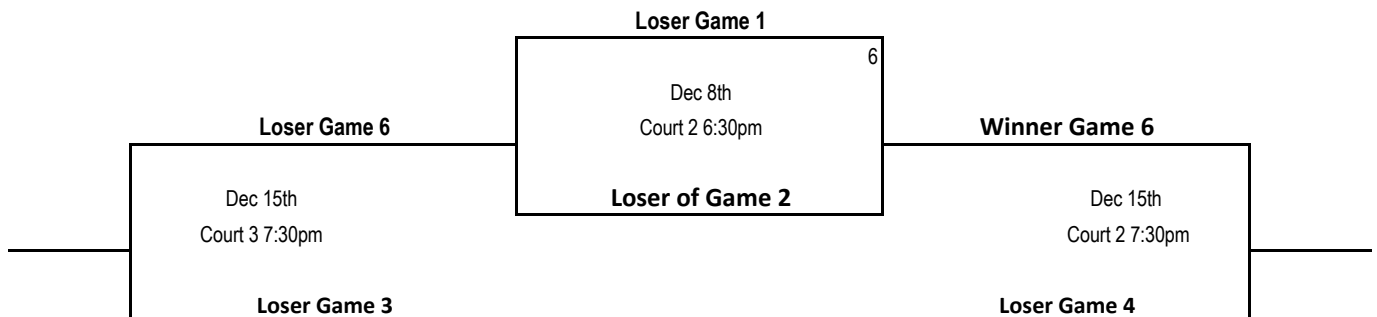 Loser Game 1
6
Dec 8th
Loser Game 6
Court 2 6:30pm
Winner Game 6
Dec 15th
Loser of Game 2
Dec 15th
Court 3 7:30pm
Court 2 7:30pm
Loser Game 3
Loser Game 4